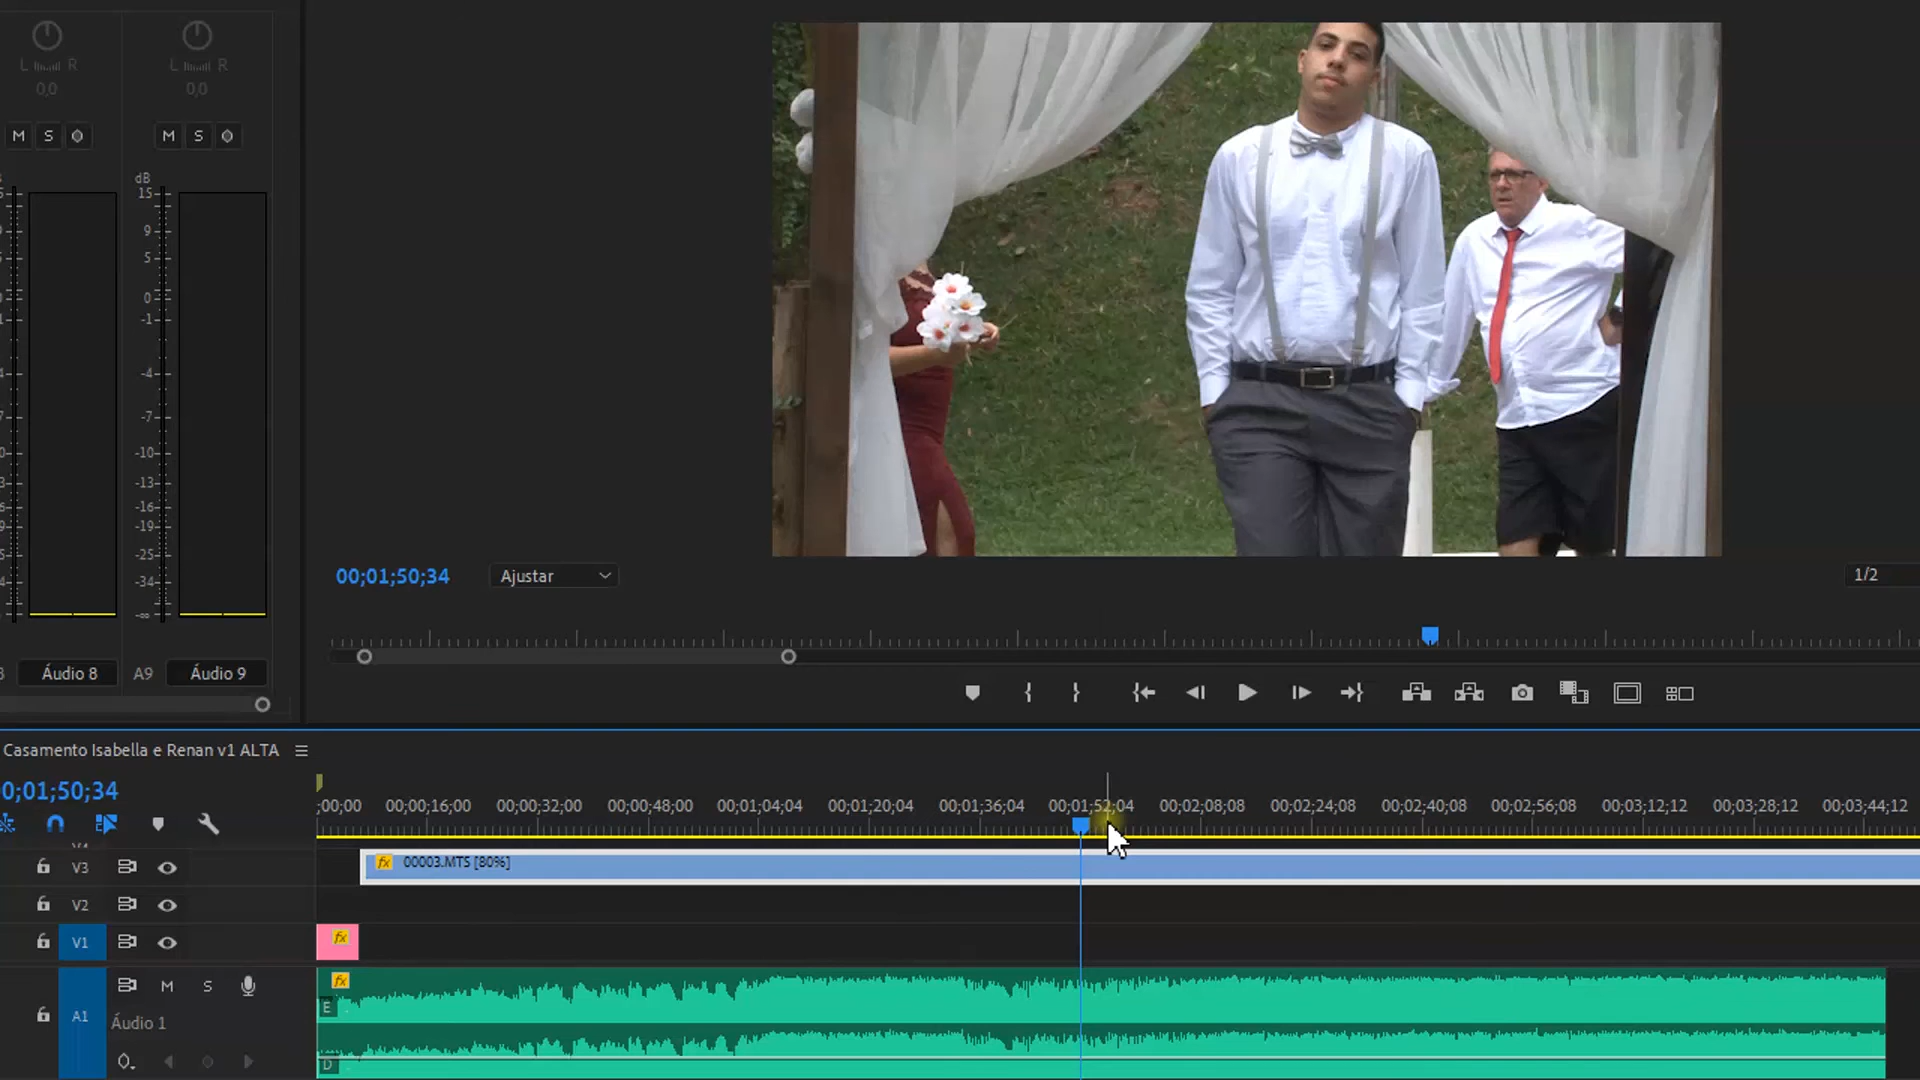 L R L R
0,0 0,0
M S M S
dB
15
9
5
0
-1
-4
-7
-10
-13
-16
-19
-25
-34
-∞
Áudio 8 A9 Áudio 9
00;01;50;34 Ajustar 1/2
Casamento Isabella e Renan v1 ALTA
0;01;50;34
;00;00 00;00;16;00 00;00;32;00 00;00;48;00 00;01;04;04 00;01;20;04 00;01;36;04 00;01;52;04 00;02;08;08 00;02;24;08 00;02;40;08 00;02;56;08 00;03;12;12 00;03;28;12 00;03;44;12
V3 fx 00003.MTS [80%]
V2
V1 fx
M S fx
A1 E
Áudio 1
D